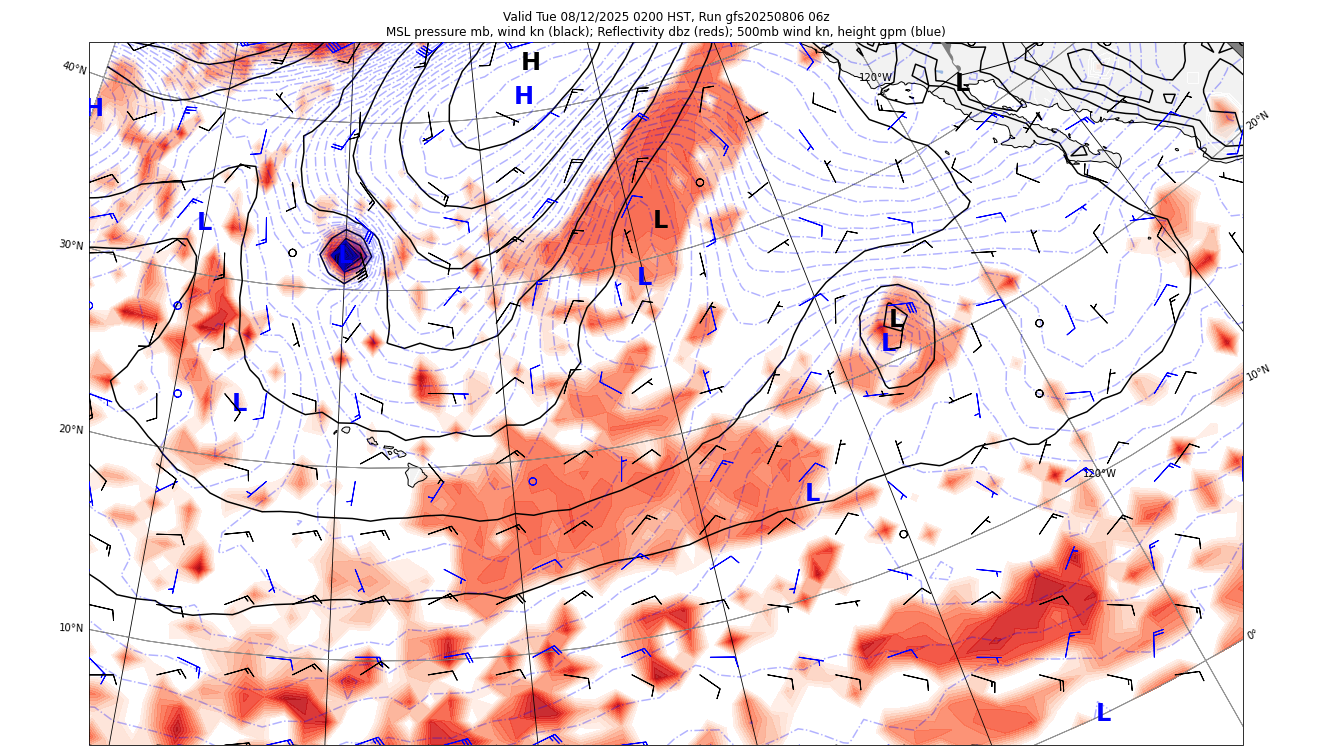 Valid Tue 08/12/2025 0200 HST, Run gfs20250806 06z
MSL pressure mb, wind kn (black); Reflectivity dbz (reds); 500mb wind kn, height gpm (blue)
H
40°N
H
120°W
L
H
20°N
L
L
30°N
L
L
L
L
10°N
L
20°N
120°W
L
10°N
0°
L